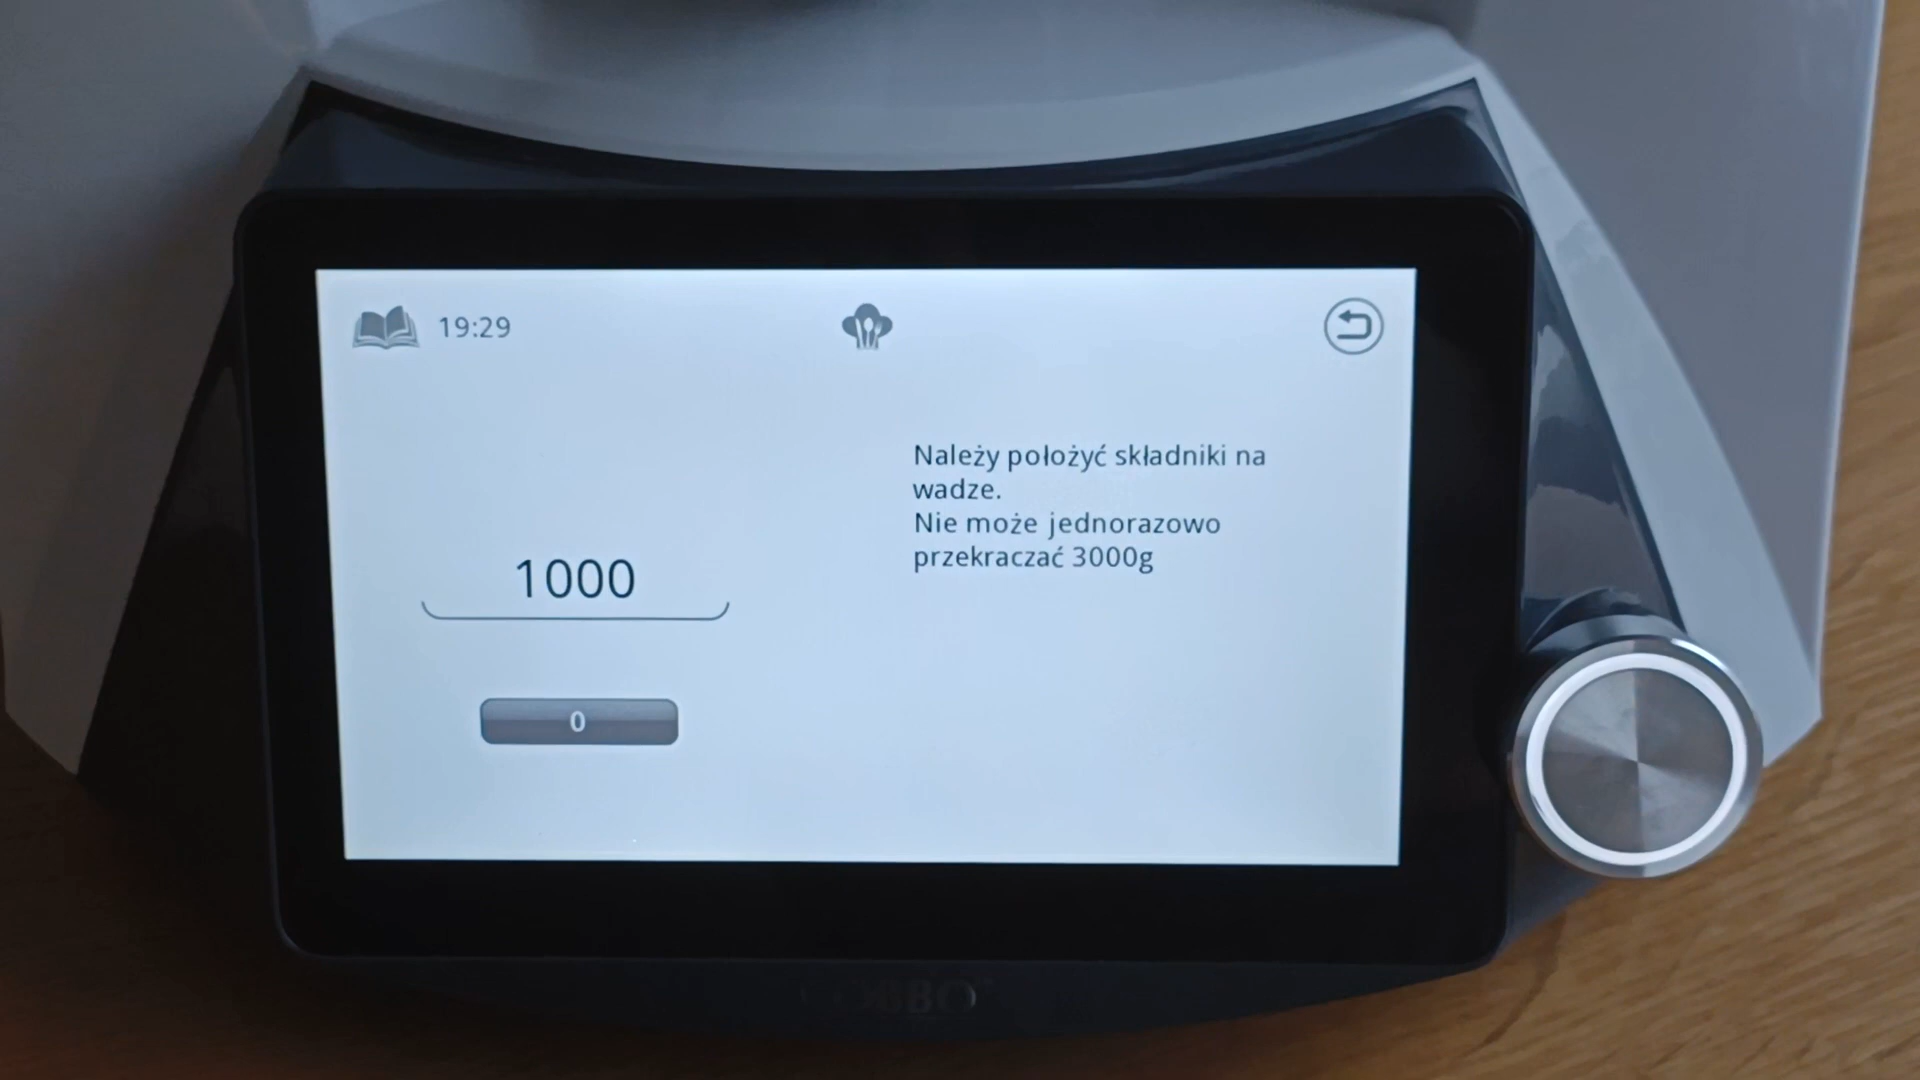 19:29
Należy położyć składniki na
wadze.
Nie może jednorazowo
przekraczać 3000g
1000
0